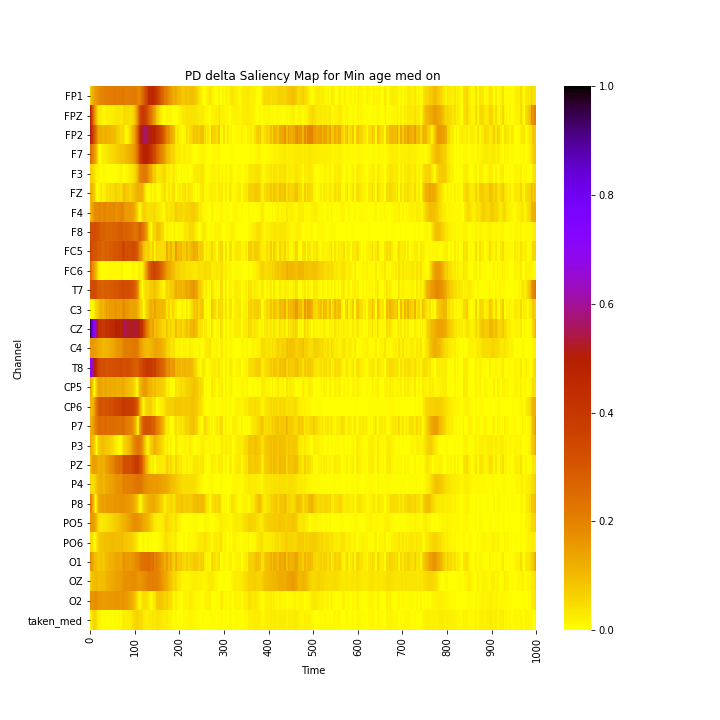 PD delta Saliency Map for Min age med on
FP1
FPZ
FP2
F7
F3
FZ
F4
F8
FC5
FC6
T7
C3
CZ
C4
T8
CP5
CP6
P7
P3
PZ
P4
P8
PO5
PO6
O1
OZ
O2
taken_med
Channel
0
100
200
300
400
500
600
700
800
900
1000
Time
1.0
0.8
0.6
0.4
0.2
0.0